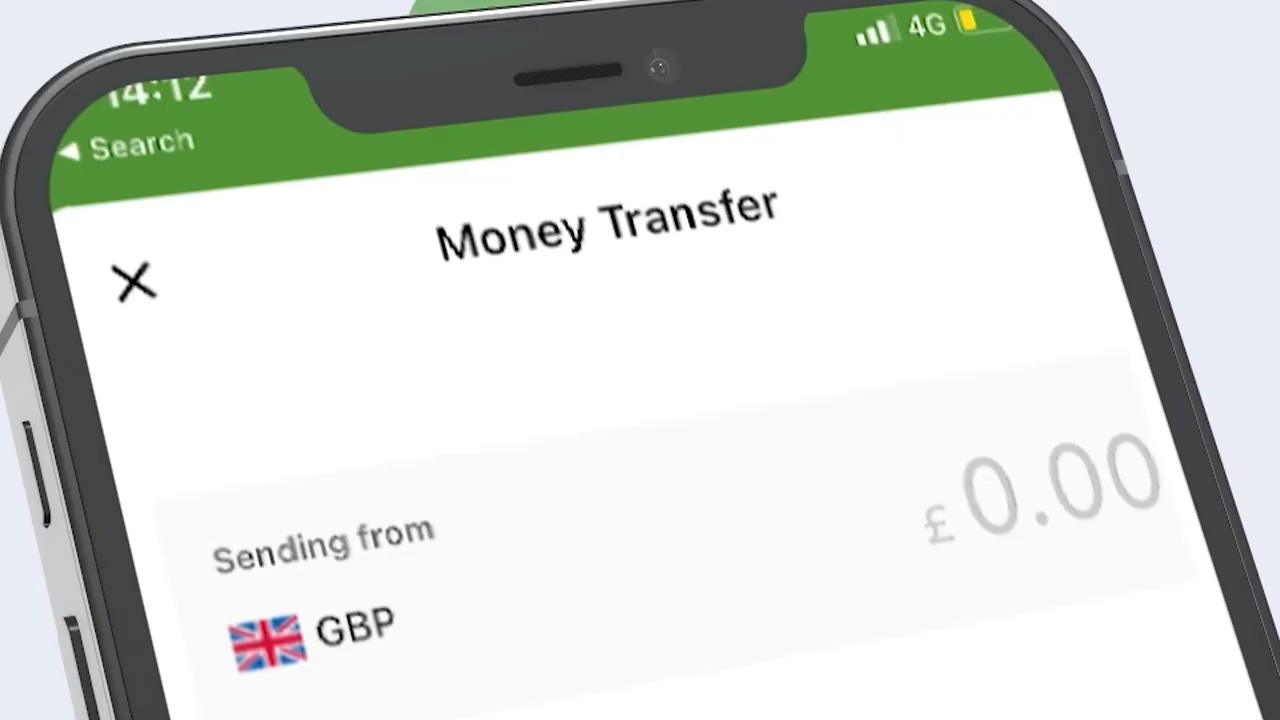 14:12
4G
◀ Search
Money Transfer
£ 0.00
Sending from
GBP